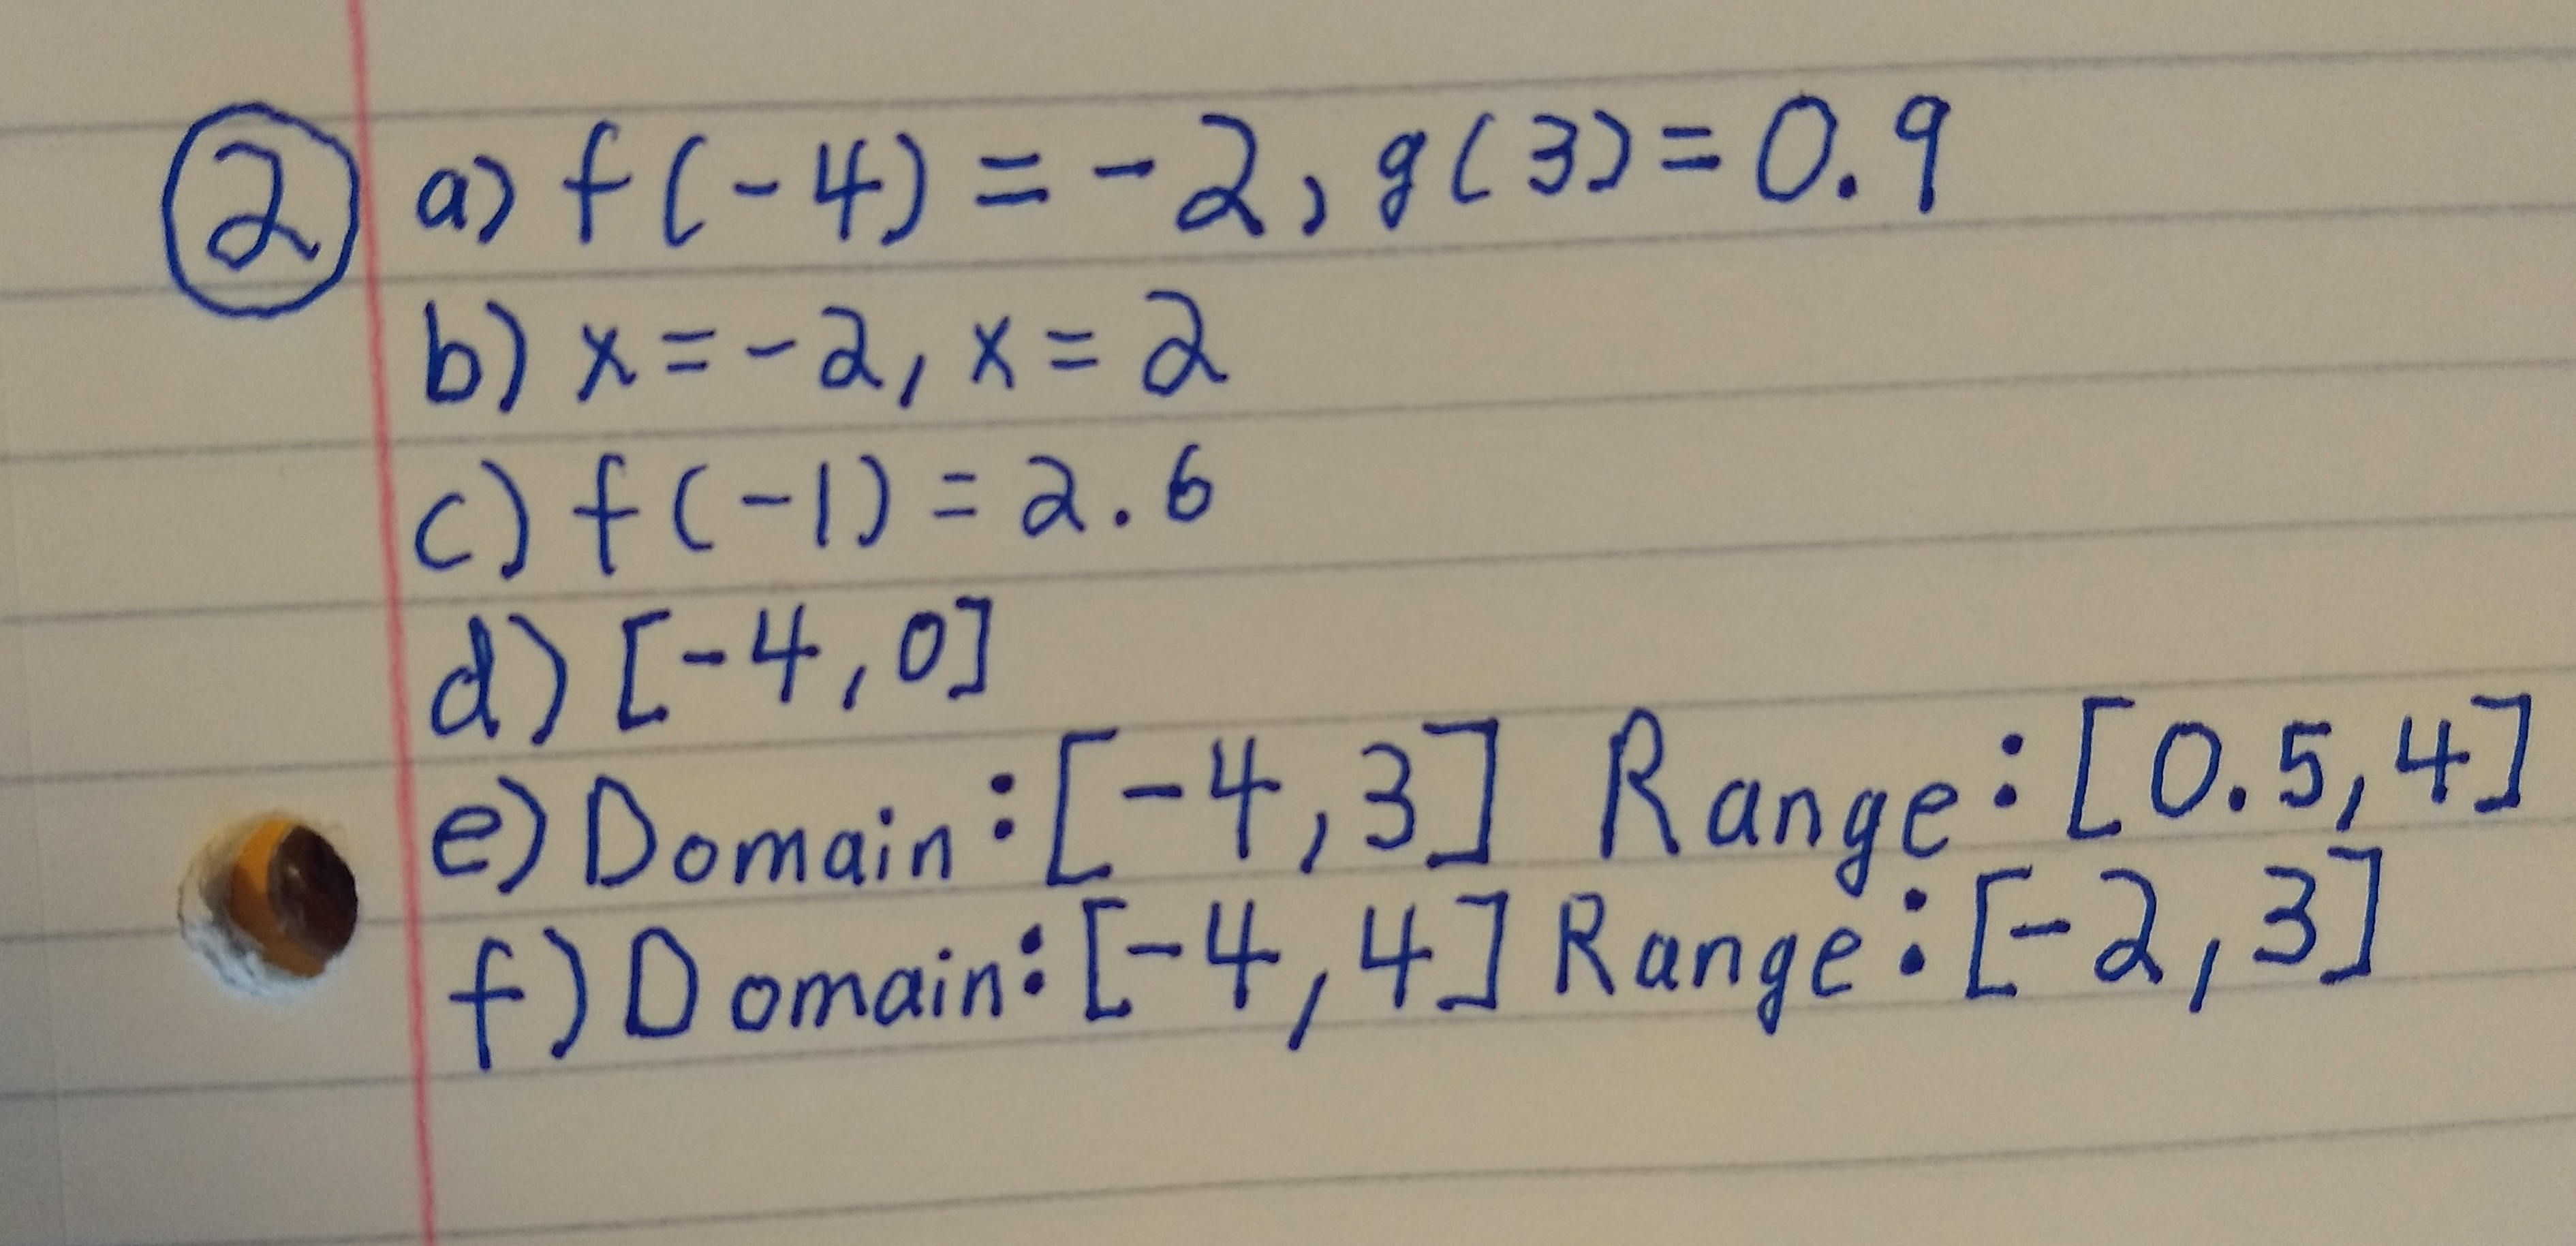 2 a) f(-4) = -2, g(3) = 0.9
b) x = -2, x = 2
c) f(-1) = 2.6
d) [-4, 0]
e) Domain: [-4, 3] Range: [0.5, 4]
f) Domain: [-4, 4] Range: [-2, 3]